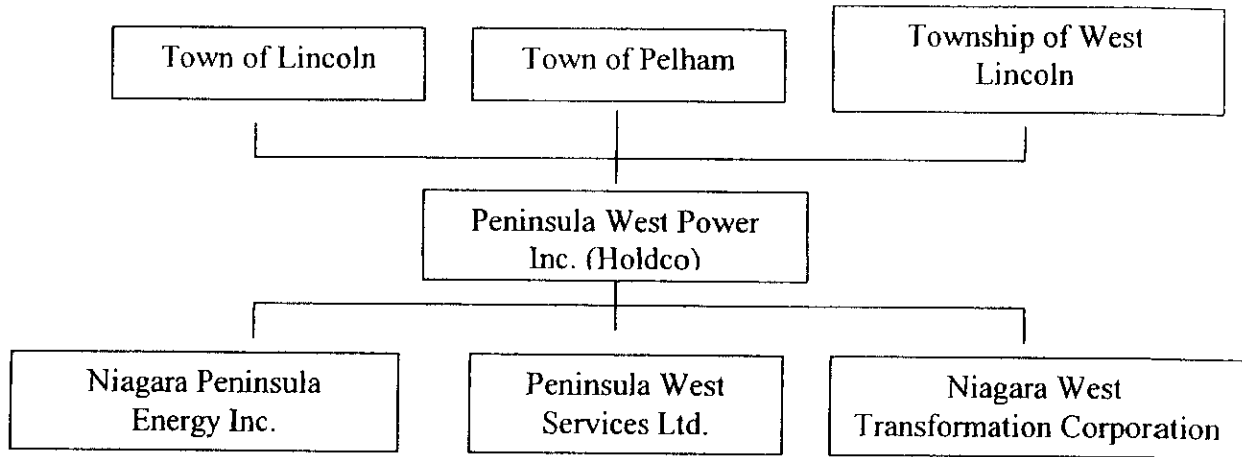 Town of Lincoln
Town of Pelham
Township of West
Lincoln
Peninsula West Power
Inc. (Holdco)
Niagara Peninsula
Energy Inc.
Peninsula West
Services Ltd.
Niagara West
Transformation Corporation